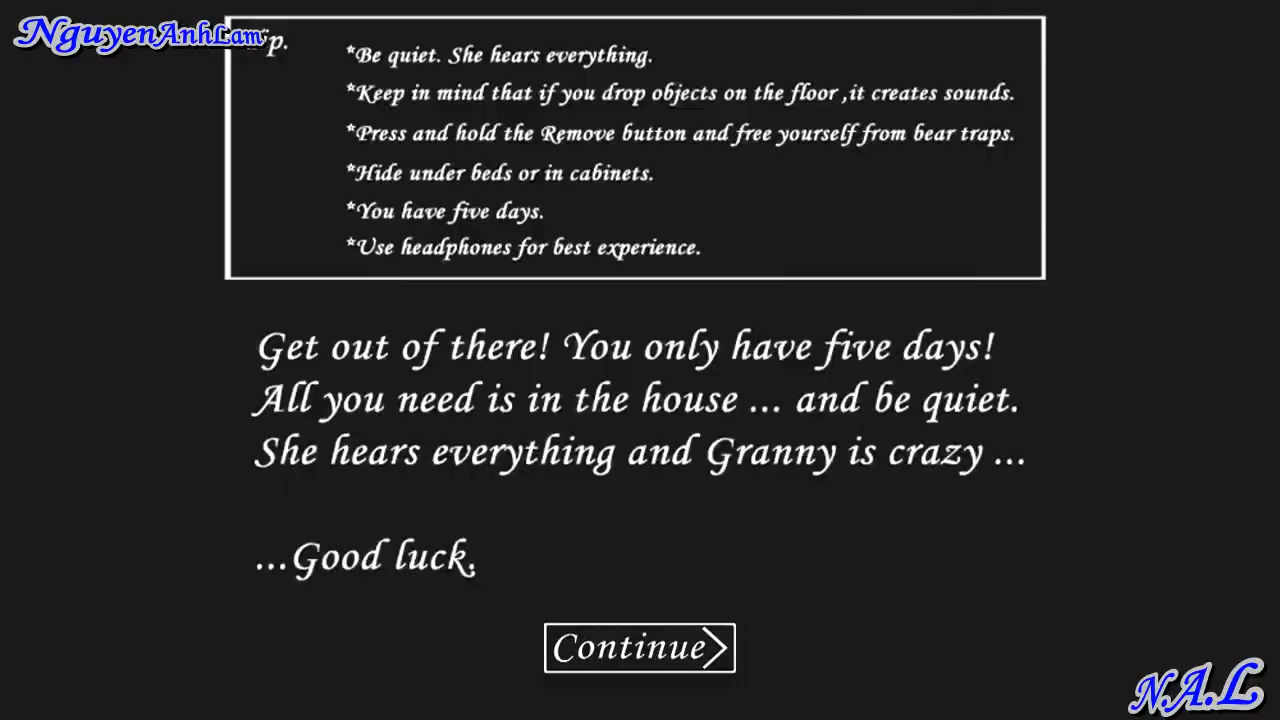 NguyenAnhLam
*Be quiet. She hears everything.
*Keep in mind that if you drop objects on the floor ,it creates sounds.
*Press and hold the Remove button and free yourself from bear traps.
*Hide under beds or in cabinets.
*You have five days.
*Use headphones for best experience.
Get out of there! You only have five days!
All you need is in the house ... and be quiet.
She hears everything and Granny is crazy ...
...Good luck.
Continue
N.A.L